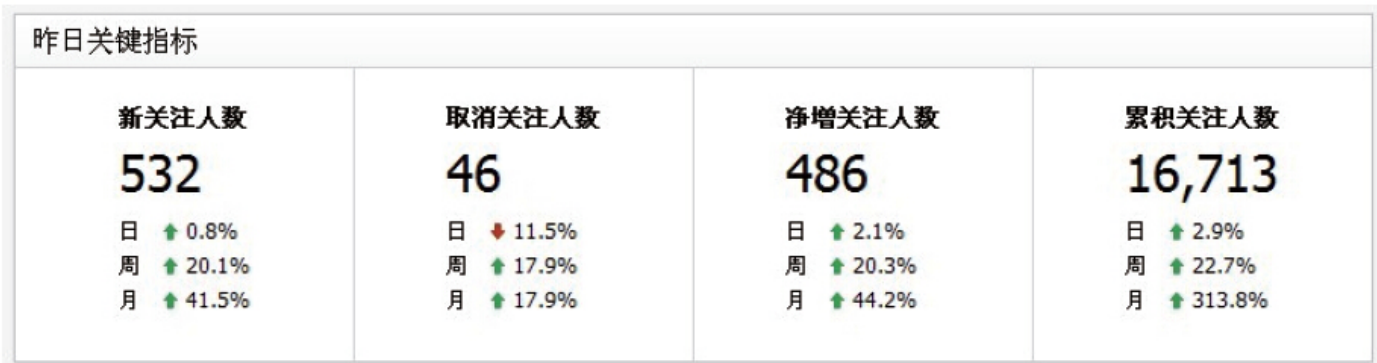 昨日关键指标
新关注人数
532
日 0.8%
周 20.1%
月 41.5%
取消关注人数
46
日 11.5%
周 17.9%
月 17.9%
净增关注人数
486
日 2.1%
周 20.3%
月 44.2%
累积关注人数
16,713
日 2.9%
周 22.7%
月 313.8%